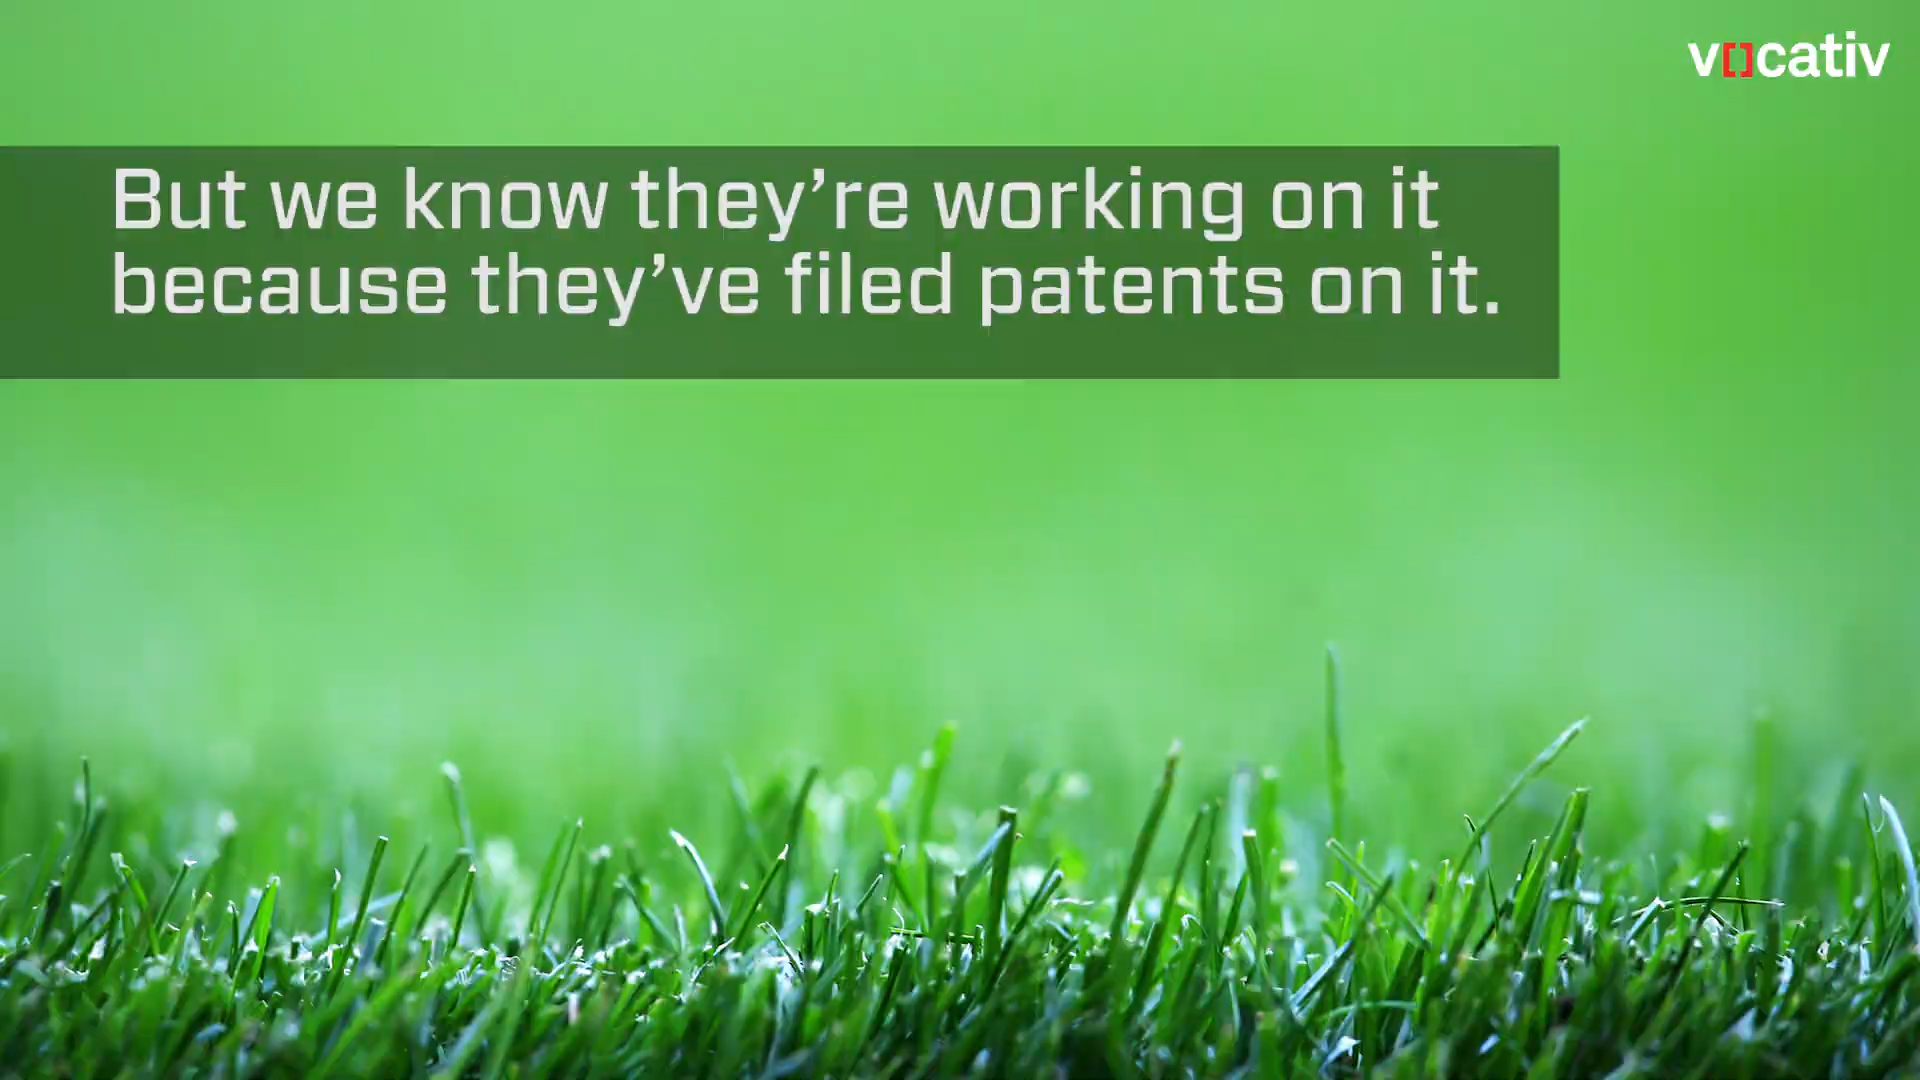 vocativ
But we know they’re working on it
because they’ve filed patents on it.